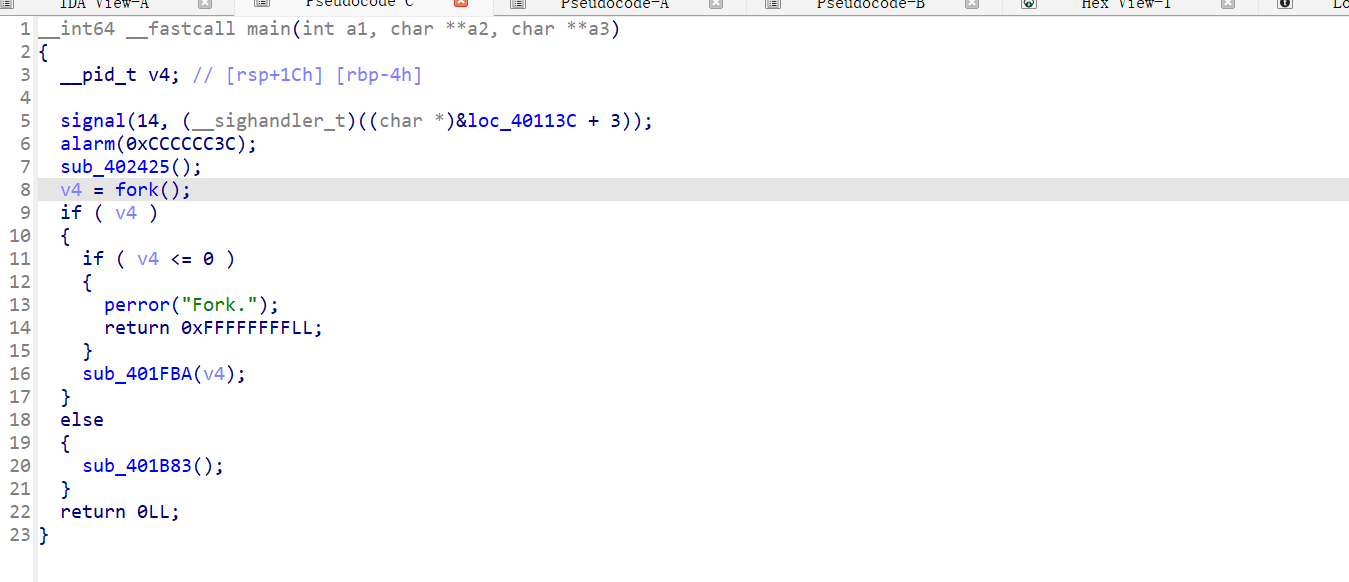 IDA View-A Pseudocode C Pseudocode-A Pseudocode-B Hex View-1 Lo
1 __int64 __fastcall main(int a1, char **a2, char **a3)
2 {
3   __pid_t v4; // [rsp+1Ch] [rbp-4h]
4
5   signal(14, (__sighandler_t)((char *)&loc_40113C + 3));
6   alarm(0xCCCCCC3C);
7   sub_402425();
8   v4 = fork();
9   if ( v4 )
10   {
11     if ( v4 <= 0 )
12     {
13       perror("Fork.");
14       return 0xFFFFFFFFLL;
15     }
16     sub_401FBA(v4);
17   }
18   else
19   {
20     sub_401B83();
21   }
22   return 0LL;
23 }